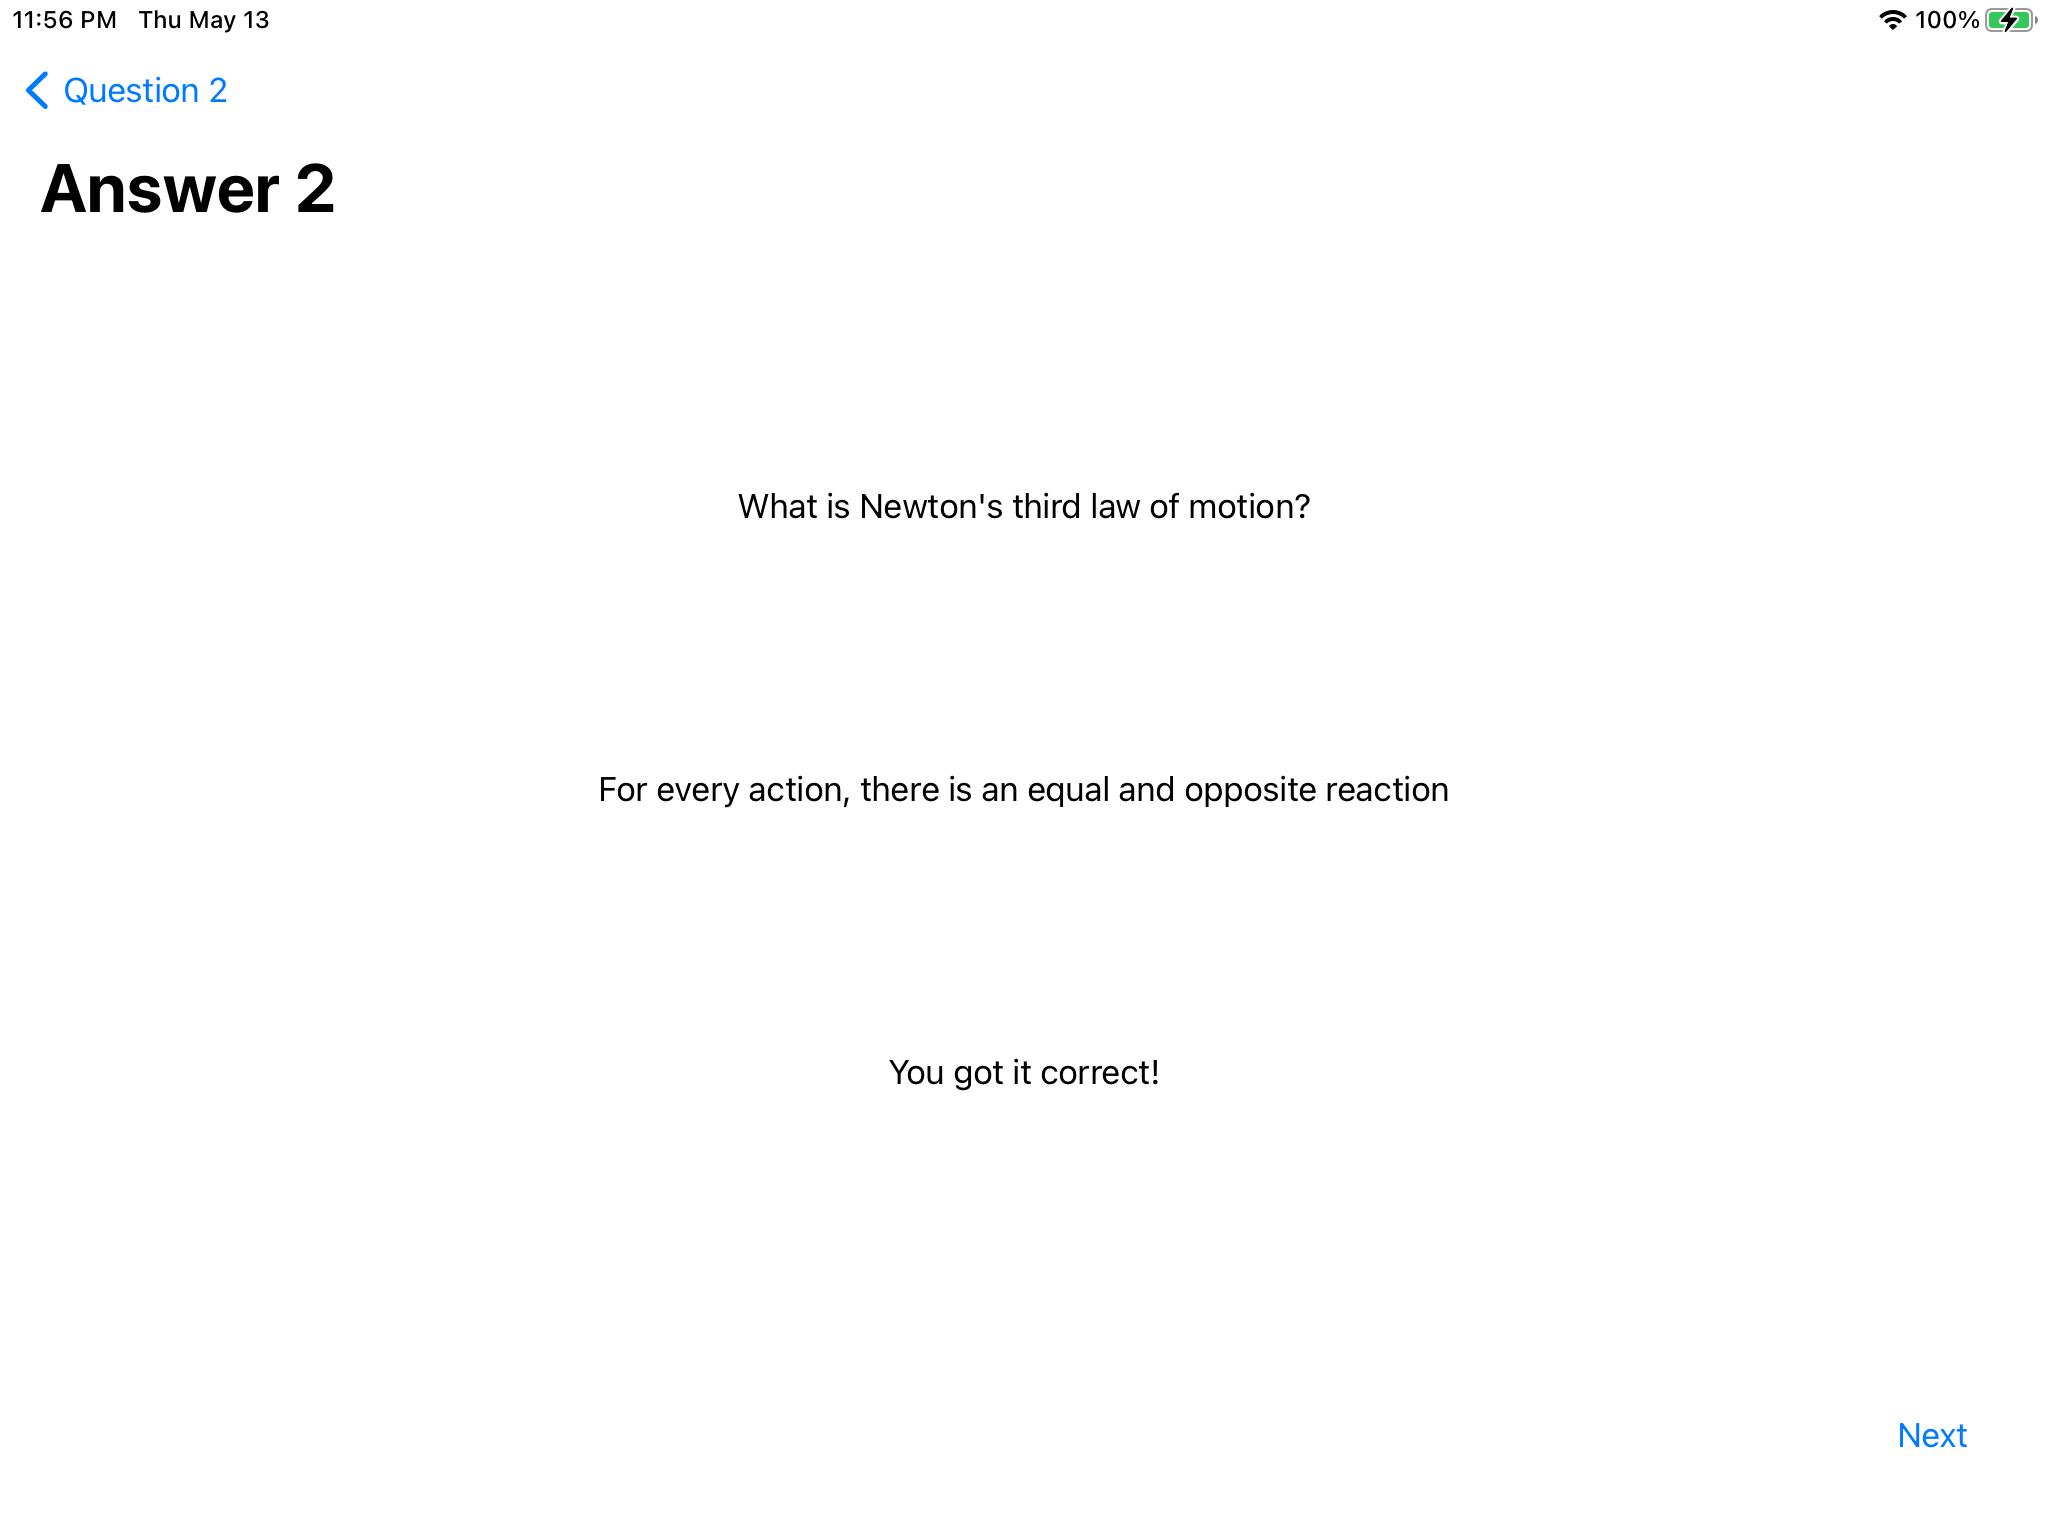 11:56 PM Thu May 13
100%
Question 2
Answer 2
What is Newton's third law of motion?
For every action, there is an equal and opposite reaction
You got it correct!
Next